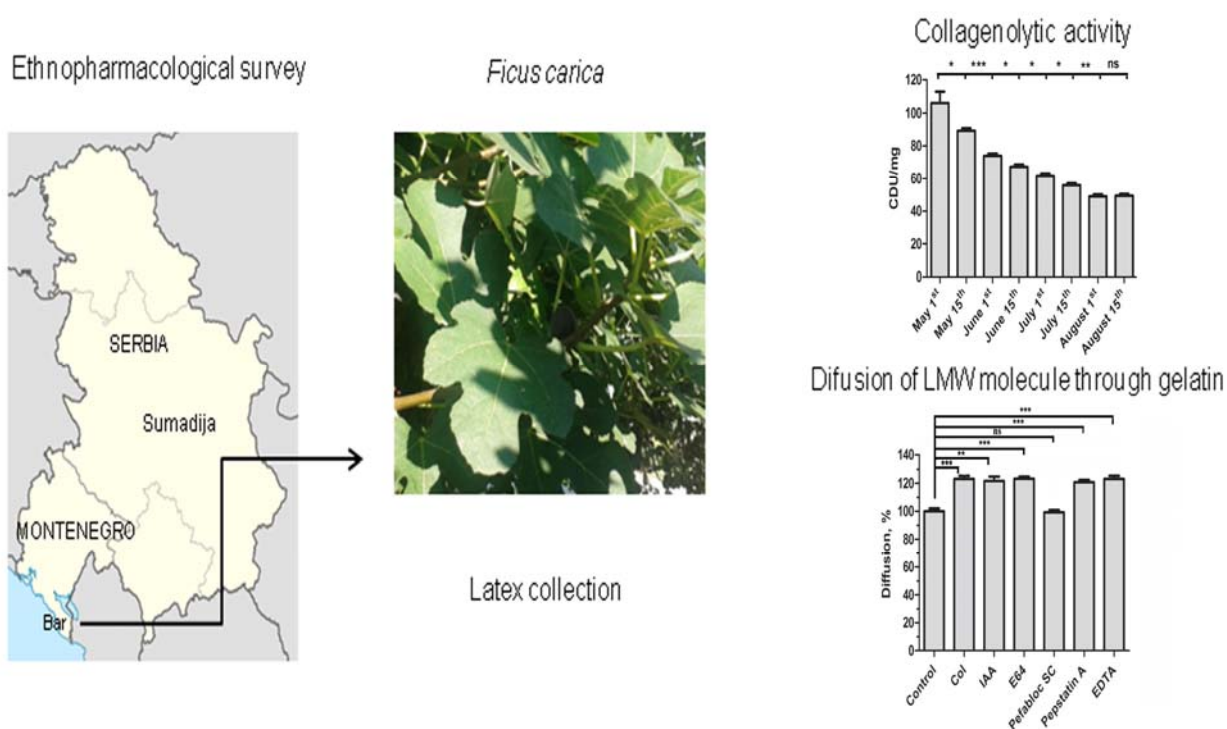 Ethnopharmacological survey
SERBIA
Sumadija
MONTENEGRO
Bar
Ficus carica
Latex collection
Collagenolytic activity
* *** * * * ** ns
120
100
80
60
40
20
0
CDU/mg
May 1st
May 15th
June 1st
June 15th
July 1st
July 15th
August 1st
August 15th
Difusion of LMW molecule through gelatin
***
***
ns
***
**
***
140
120
100
80
60
40
20
0
Diffusion, %
Control
Col
IAA
E64
Pefabloc SC
Pepstatin A
EDTA